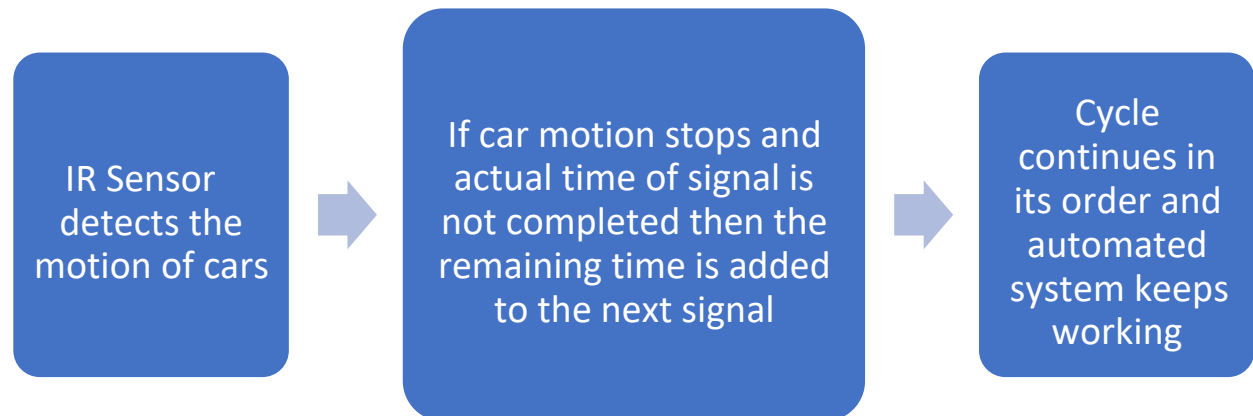 IR Sensor
detects the
motion of cars
If car motion stops and
actual time of signal is
not completed then the
remaining time is added
to the next signal
Cycle
continues in
its order and
automated
system keeps
working